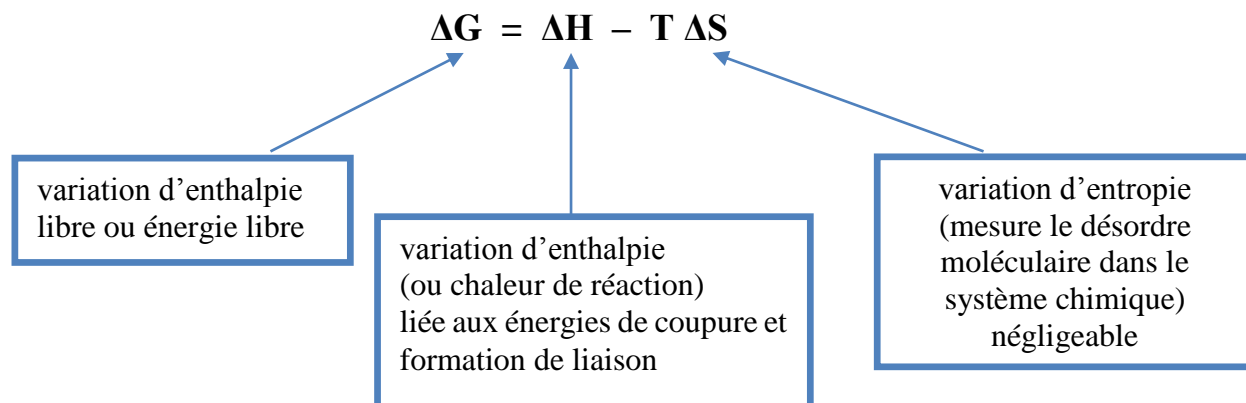 ΔG = ΔH – T ΔS
variation d’enthalpie
libre ou énergie libre
variation d’enthalpie
(ou chaleur de réaction)
liée aux énergies de coupure et
formation de liaison
variation d’entropie
(mesure le désordre
moléculaire dans le
système chimique)
négligeable